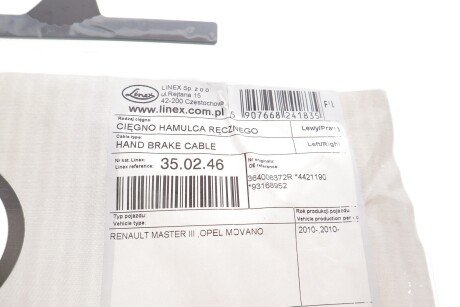 Linex
LINEX Sp. z o.o.
ul. Rejtana 15
42-200 Częstochowa
www.linex.com.pl
5 907668 241835
Rodzaj cięgna
CIĘGNO HAMULCA RĘCZNEGO
Lewy/Prawy
Cable type:
HAND BRAKE CABLE
Left/Right
Nr kat. Linex:
Linex reference:
35.02.46
Nr oryginału
OE reference:
364008372R *4421190
*93168952
Typ pojazdu
Vehicle type:
Rok produkcji pojazdu
Vehicle production
RENAULT MASTER III ,OPEL MOVANO
2010- 2010-